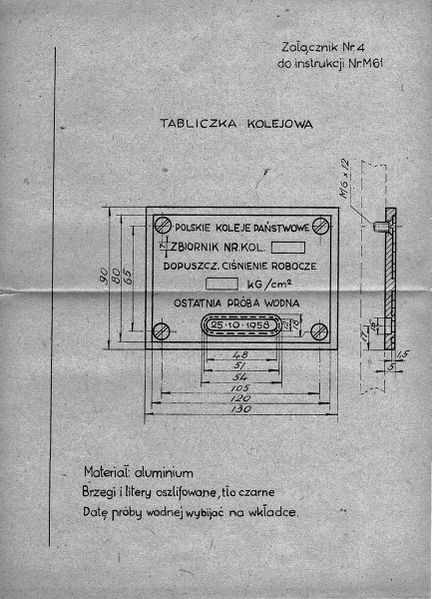 Załącznik Nr. 4
do instrukcji Nr. M61
TABLICZKA KOLEJOWA
M6 x 12
POLSKIE KOLEJE PAŃSTWOWE
7
ZBIORNIK NR. KOL.
DOPUSZCZ. CIŚNIENIE ROBOCZE
kG/cm²
OSTATNIA PRÓBA WODNA
25·10·1958
90
80
65
18
48
51
54
105
120
130
1,5
5
Materiał: aluminium
Brzegi i litery oszlifowane, tło czarne
Datę próby wodnej wybijać na wkładce.